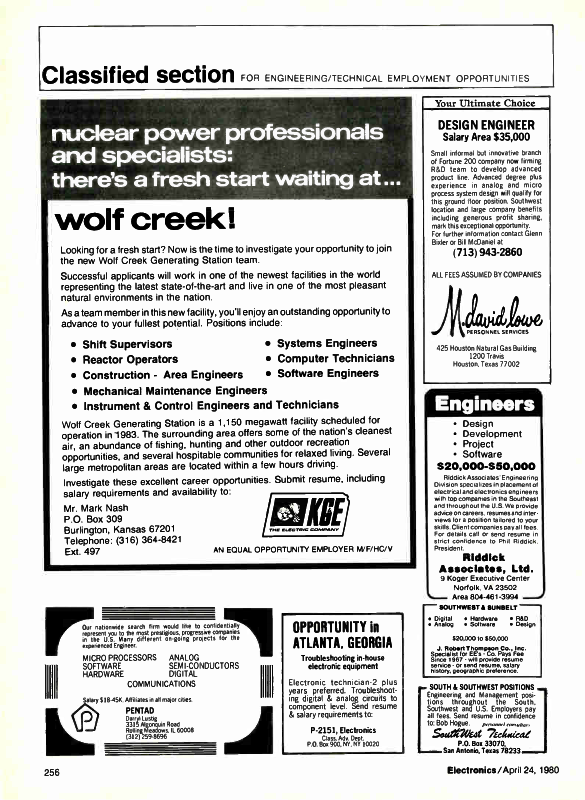 Classified section FOR ENGINEERING/TECHNICAL EMPLOYMENT OPPORTUNITIES
nuclear power professionals
and specialists:
there's a fresh start waiting at...
wolf creek!
Looking for a fresh start? Now is the time to investigate your opportunity to join
the new Wolf Creek Generating Station team.
Successful applicants will work in one of the newest facilities in the world
representing the latest state-of-the-art and live in one of the most pleasant
natural environments in the nation.
As a team member in this new facility, you'll enjoy an outstanding opportunity to
advance to your fullest potential. Positions include:
• Shift Supervisors
• Systems Engineers
• Reactor Operators
• Computer Technicians
• Construction - Area Engineers
• Software Engineers
• Mechanical Maintenance Engineers
• Instrument & Control Engineers and Technicians
Wolf Creek Generating Station is a 1,150 megawatt facility scheduled for
operation in 1983. The surrounding area offers some of the nation's cleanest
air, an abundance of fishing, hunting and other outdoor recreation
opportunities, and several hospitable communities for relaxed living. Several
large metropolitan areas are located within a few hours driving.
Investigate these excellent career opportunities. Submit resume, including
salary requirements and availability to:
Mr. Mark Nash
P.O. Box 309
Burlington, Kansas 67201
Telephone: (316) 364-8421
Ext. 497
KGE
THE ELECTRIC COMPANY
AN EQUAL OPPORTUNITY EMPLOYER M/F/HC/V
Your Ultimate Choice
DESIGN ENGINEER
Salary Area $35,000
Small informal but innovative branch
of Fortune 200 company now firming
R&D team to develop advanced
product line. Advanced degree plus
experience in analog and micro
process system design will qualify for
this ground floor position. Southwest
location and large company benefits
including generous profit sharing,
mark this exceptional opportunity.
For further information contact Glenn
Bixler or Bill McDaniel at
(713) 943-2860
ALL FEES ASSUMED BY COMPANIES
M. david lowe
PERSONNEL SERVICES
425 Houston Natural Gas Building
1200 Travis
Houston, Texas 77002
Engineers
• Design
• Development
• Project
• Software
$20,000-$50,000
Riddick Associates' Engineering
Division specializes in placement of
electrical and electronics engineers
with top companies in the Southeast
and throughout the U.S. We provide
advice on careers, resumes and inter-
views for a position tailored to your
skills. Client companies pay all fees.
For details call or send resume in
strict confidence to Phil Riddick.
President.
Riddick
Associates, Ltd.
9 Koger Executive Center
Norfolk, VA 23502
Area 804-461-3994
SOUTHWEST & SUNBELT
• Digital • Hardware • R&D
• Analog • Software • Design
$20,000 to $50,000
J. Robert Thompson Co., Inc.
Specialist for EE's - Co. Pays Fee
Since 1967 - will provide resume
service - or send resume, salary
history, geographic preference.
SOUTH & SOUTHWEST POSITIONS
Engineering and Management posi-
tions throughout the South,
Southwest and U.S. Employers pay
all fees. Send resume in confidence
to: Bob Hogue. personnel consultants
SouthWest Technical
P.O. Box 33070,
San Antonio, Texas 78233
Our nationwide search firm would like to confidentially
represent you to the most prestigious, progressive companies
in the U.S. Many different on-going projects for the
experienced Engineer.
MICRO PROCESSORS ANALOG
SOFTWARE SEMI-CONDUCTORS
HARDWARE DIGITAL
COMMUNICATIONS
Salary $18-45K. Affiliates in all major cities.
PENTAD
Darryl Lustig
3315 Algonquin Road
Rolling Meadows, IL 60008
(312) 259-8696
OPPORTUNITY in
ATLANTA, GEORGIA
Troubleshooting in-house
electronic equipment
Electronic technician-2 plus
years preferred. Troubleshoot-
ing digital & analog circuits to
component level. Send resume
& salary requirements to:
P-2151, Electronics
Class. Adv. Dept.
P.O. Box 900, NY, NY 10020
256
Electronics/April 24, 1980